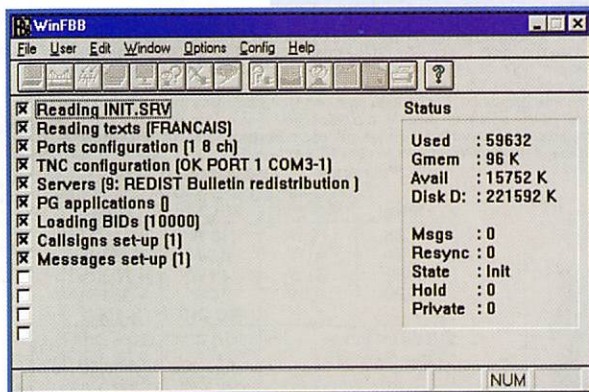 WinFBB
File User Edit Window Options Config Help
Reading INIT.SRV
Reading texts (FRANCAIS)
Ports configuration (1 8 ch)
TNC configuration (OK PORT 1 COM3-1)
Servers (9: REDIST Bulletin redistribution )
PG applications ()
Loading BIDs (10000)
Callsigns set-up (1)
Messages set-up (1)
Status
Used : 59632
Gmem : 96 K
Avail : 15752 K
Disk D: : 221592 K
Msgs : 0
Resync : 0
State : Init
Hold : 0
Private : 0
NUM